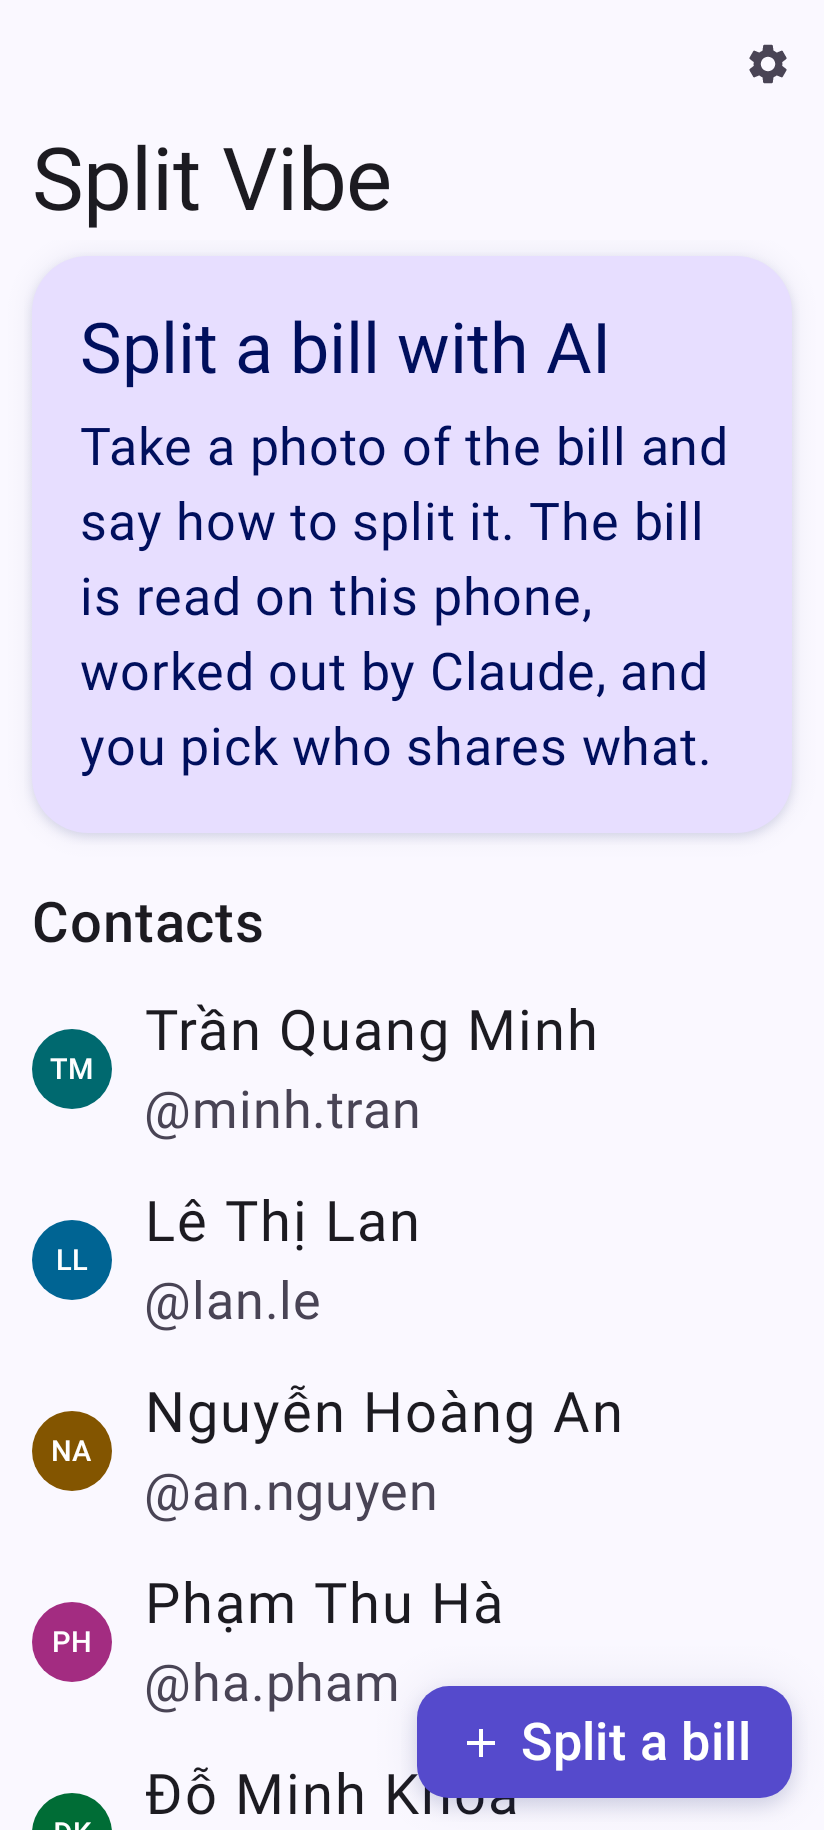 Split Vibe
Split a bill with AI
Take a photo of the bill and
say how to split it. The bill
is read on this phone,
worked out by Claude, and
you pick who shares what.
Contacts
TM
Trần Quang Minh
@minh.tran
LL
Lê Thị Lan
@lan.le
NA
Nguyễn Hoàng An
@an.nguyen
PH
Phạm Thu Hà
@ha.pham
+ Split a bill
ĐK
Đỗ Minh Khoa